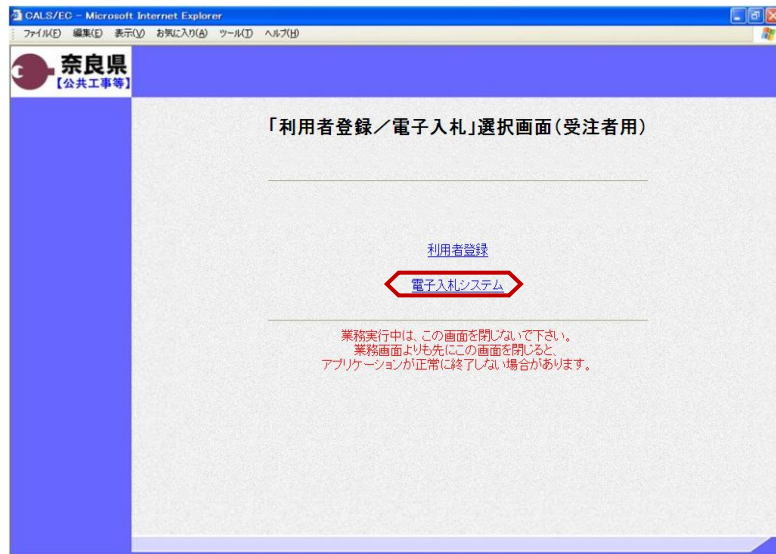 CALS/EC - Microsoft Internet Explorer
ファイル(F) 編集(E) 表示(V) お気に入り(A) ツール(T) ヘルプ(H)
奈良県
【公共工事等】
「利用者登録／電子入札」選択画面(受注者用)
利用者登録
電子入札システム
業務実行中は、この画面を閉じないで下さい。
業務画面よりも先にこの画面を閉じると、
アプリケーションが正常に終了しない場合があります。